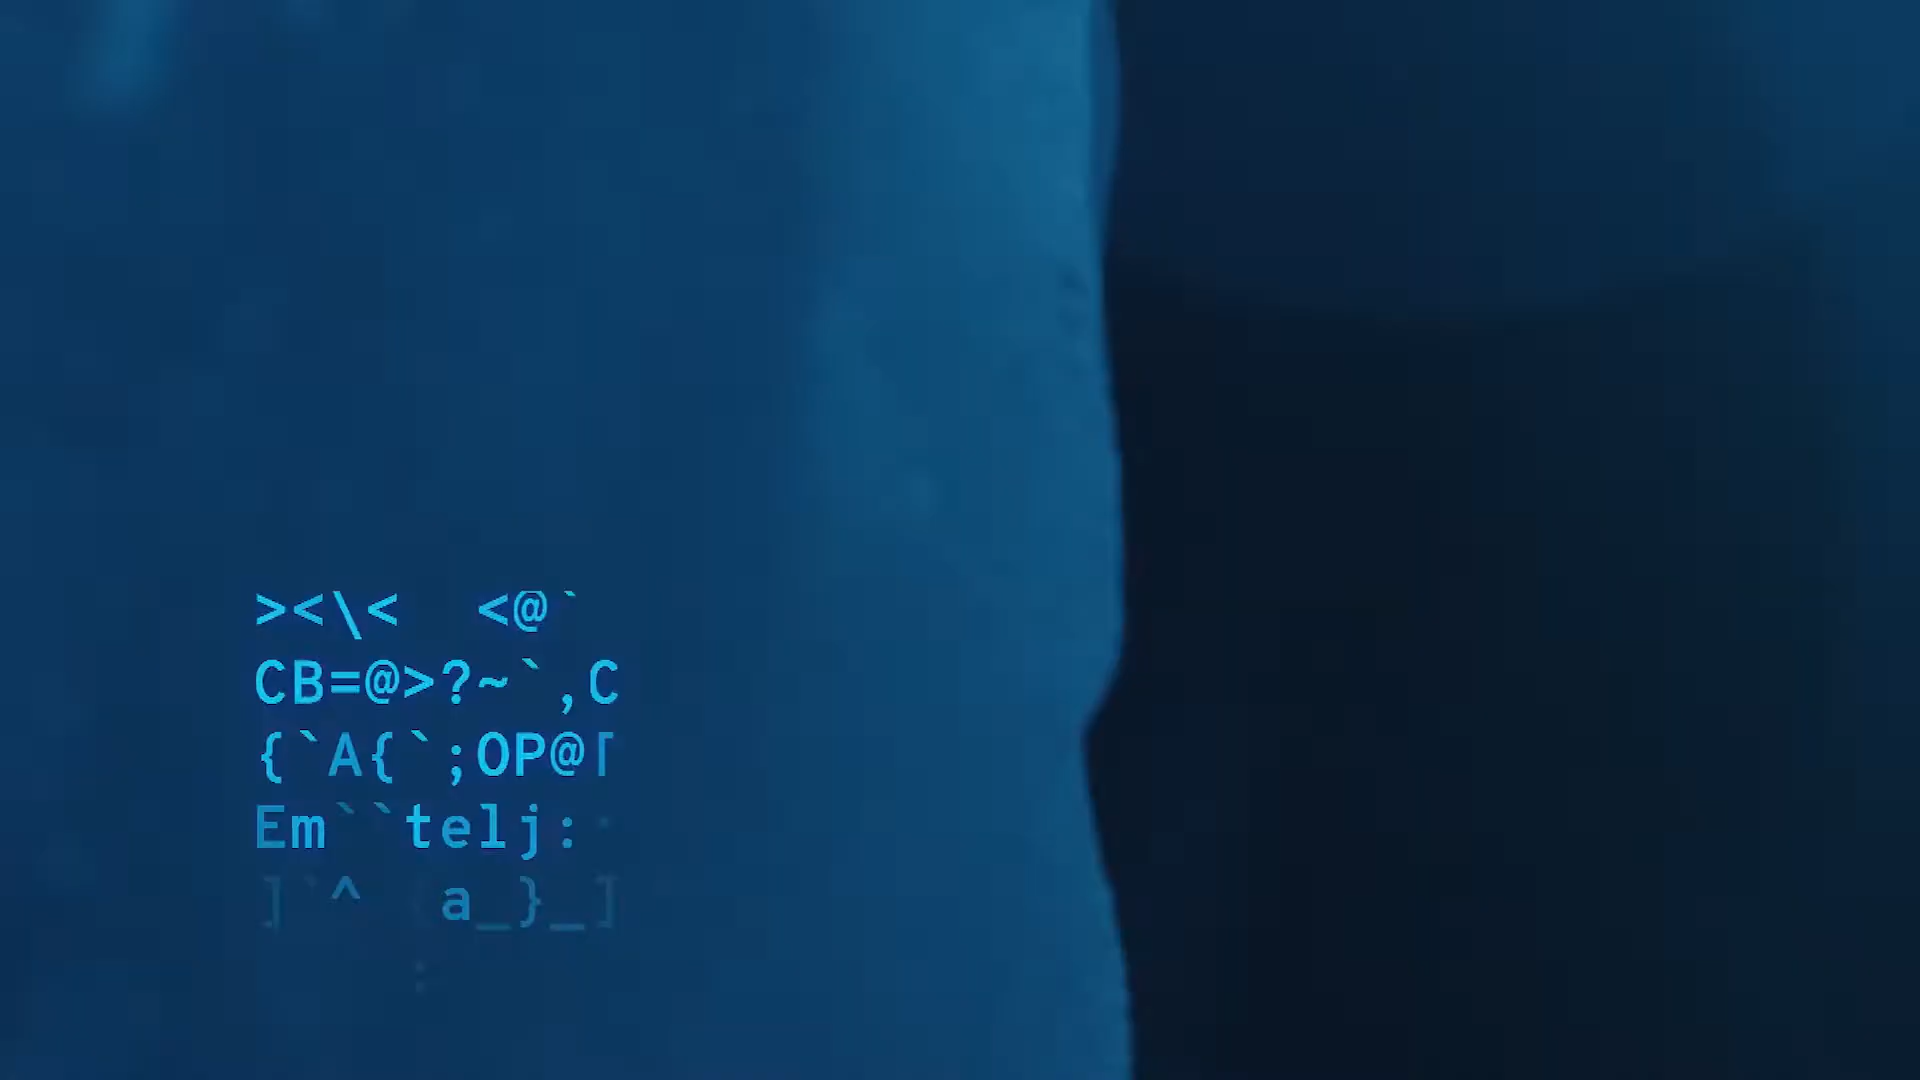 ><\<  <@`
CB=@>?~`,C
{`A{`;OP@
Em``telj:
]`^  a_}_]
: